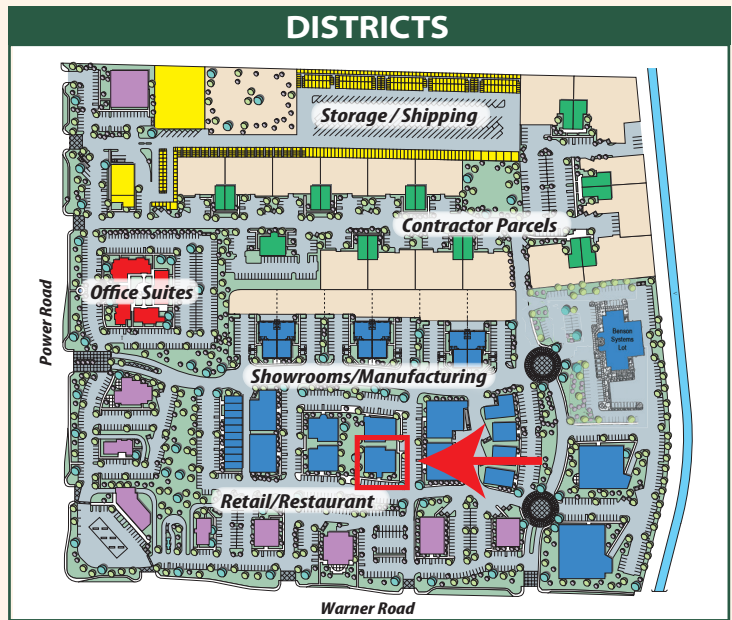 DISTRICTS
Storage / Shipping
Contractor Parcels
Office Suites
Power Road
Benson
Systems
Lot
Showrooms/Manufacturing
Retail/Restaurant
Warner Road